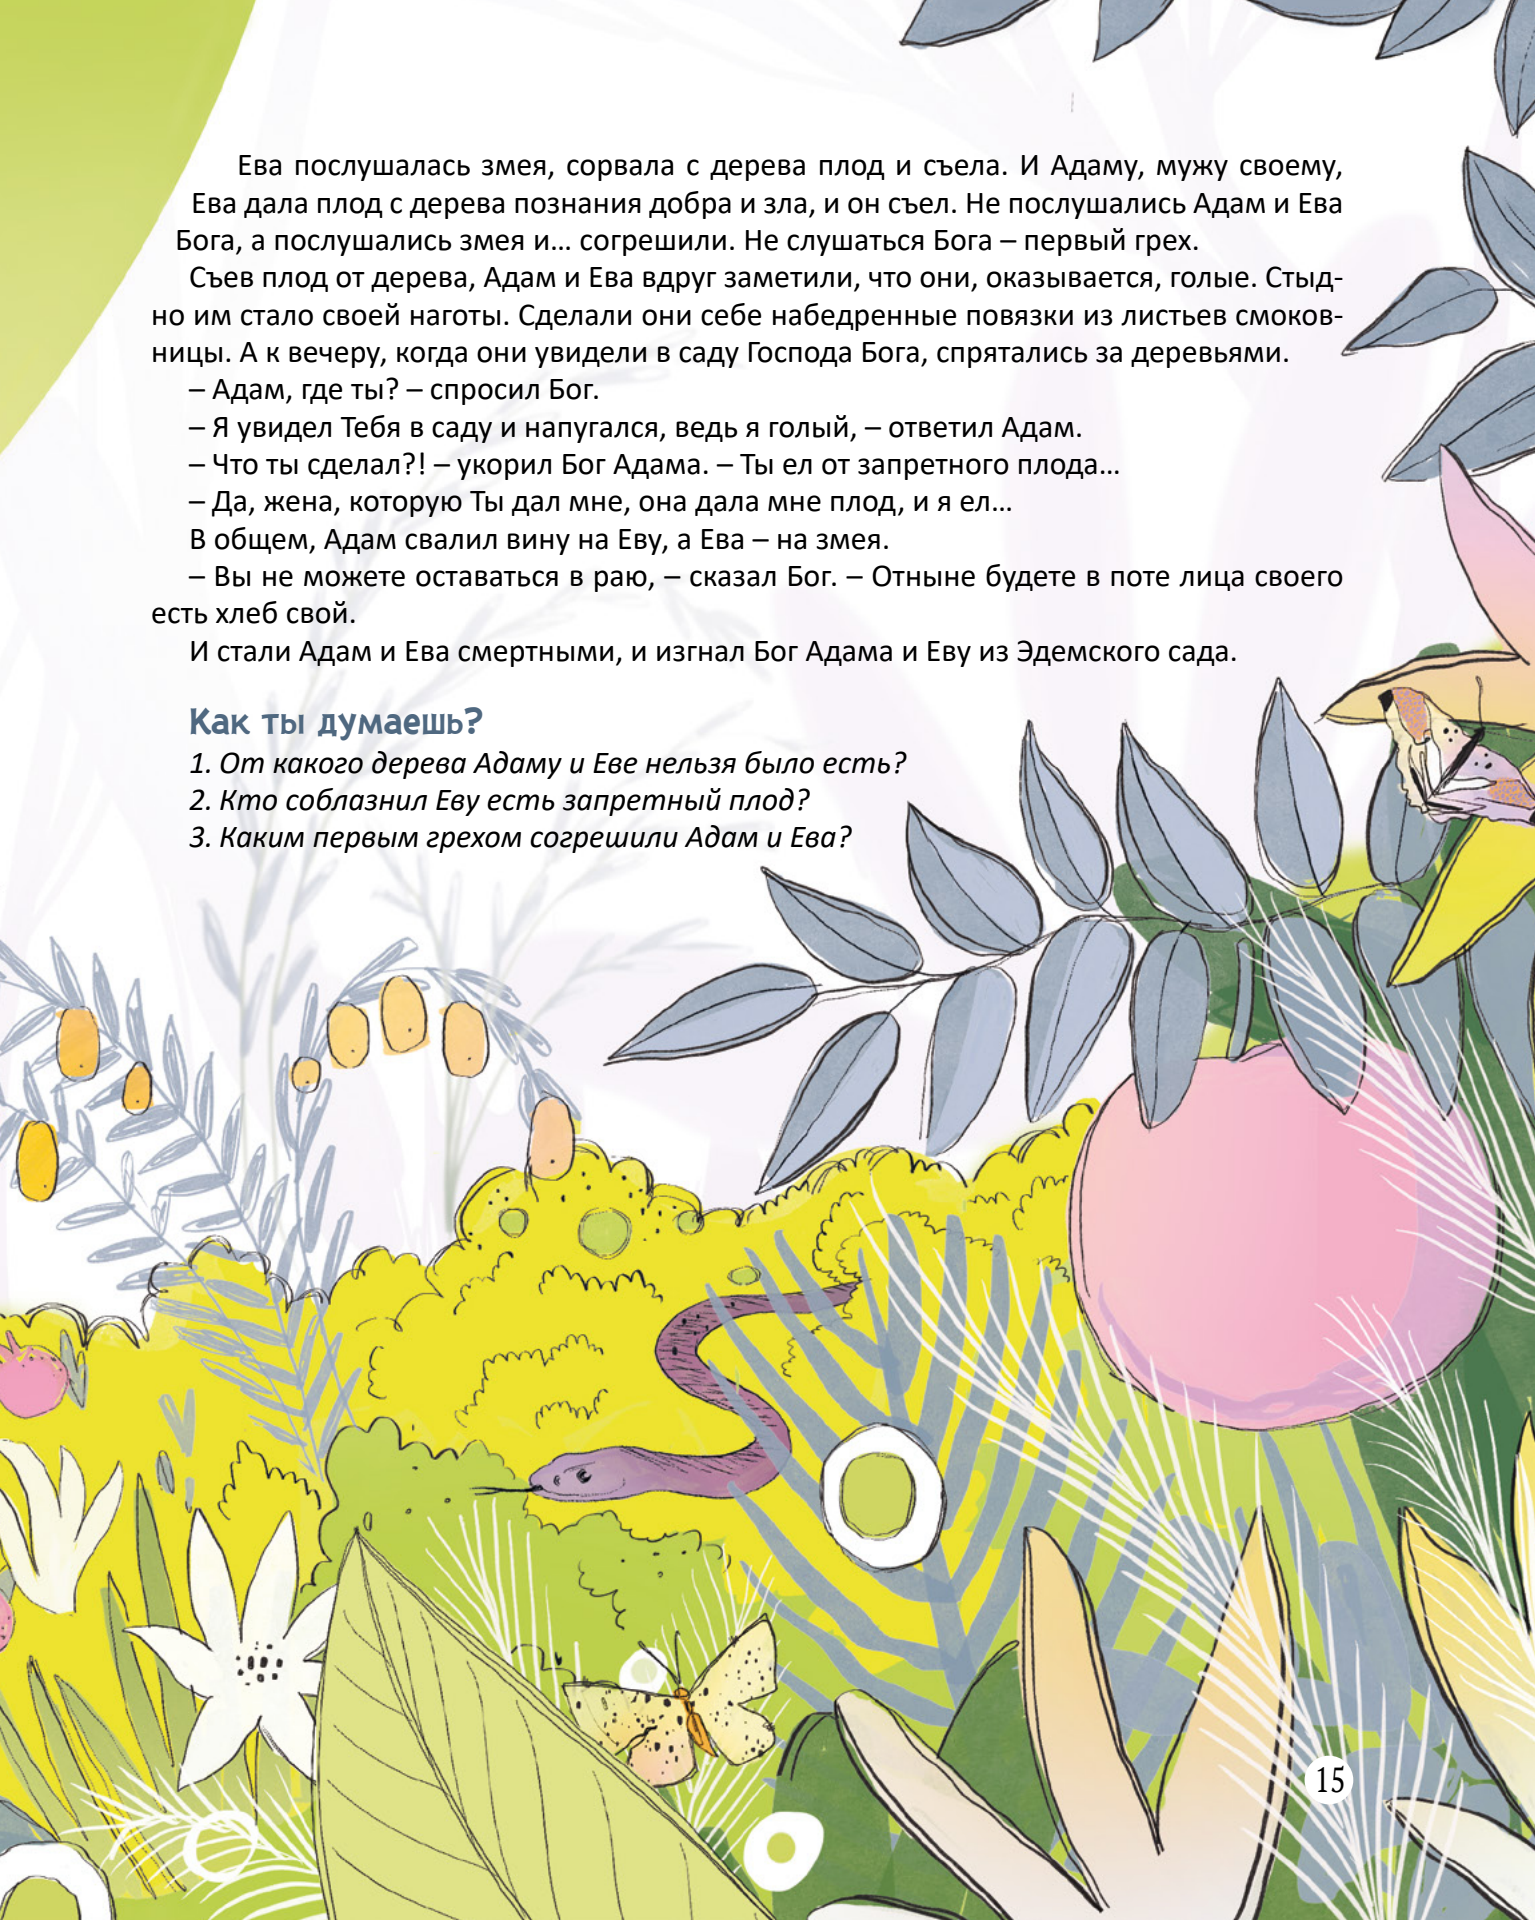 Ева послушалась змея, сорвала с дерева плод и съела. И Адаму, мужу своему,
Ева дала плод с дерева познания добра и зла, и он съел. Не послушались Адам и Ева
Бога, а послушались змея и… согрешили. Не слушаться Бога – первый грех.
Съев плод от дерева, Адам и Ева вдруг заметили, что они, оказывается, голые. Стыд-
но им стало своей наготы. Сделали они себе набедренные повязки из листьев смоков-
ницы. А к вечеру, когда они увидели в саду Господа Бога, спрятались за деревьями.
– Адам, где ты? – спросил Бог.
– Я увидел Тебя в саду и напугался, ведь я голый, – ответил Адам.
– Что ты сделал?! – укорил Бог Адама. – Ты ел от запретного плода…
– Да, жена, которую Ты дал мне, она дала мне плод, и я ел…
В общем, Адам свалил вину на Еву, а Ева – на змея.
– Вы не можете оставаться в раю, – сказал Бог. – Отныне будете в поте лица своего
есть хлеб свой.
И стали Адам и Ева смертными, и изгнал Бог Адама и Еву из Эдемского сада.
Как ты думаешь?
1. От какого дерева Адаму и Еве нельзя было есть?
2. Кто соблазнил Еву есть запретный плод?
3. Каким первым грехом согрешили Адам и Ева?
15